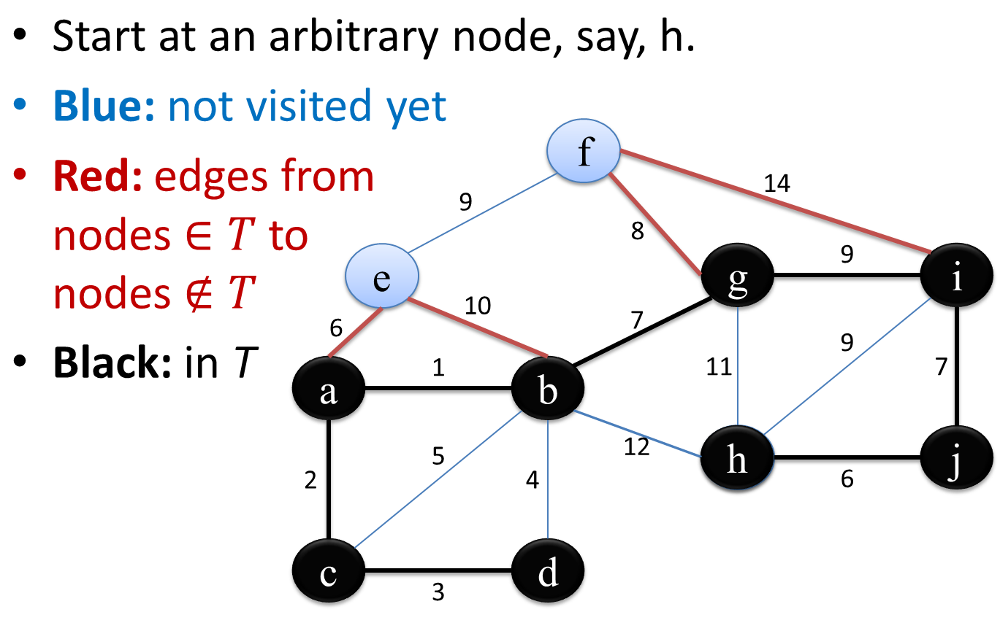 • Start at an arbitrary node, say, h.
• Blue: not visited yet
• Red: edges from
nodes ∈ T to
nodes ∉ T
• Black: in T
f
14
9
8
9
e
g
i
10
6
7
1
9
11
7
a
b
12
5
h
j
2
4
6
c
d
3